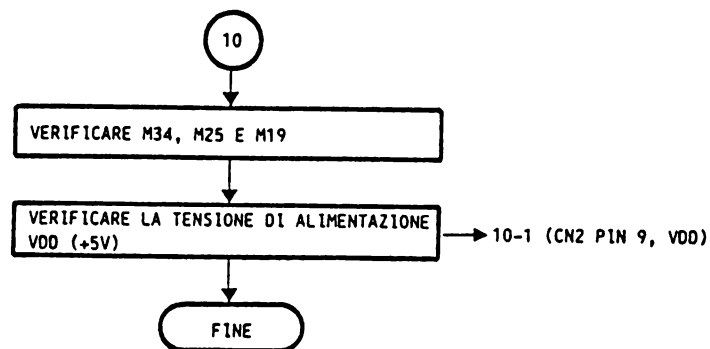 10
VERIFICARE M34, M25 E M19
VERIFICARE LA TENSIONE DI ALIMENTAZIONE
VDD (+5V)
10-1 (CN2 PIN 9, VDD)
FINE